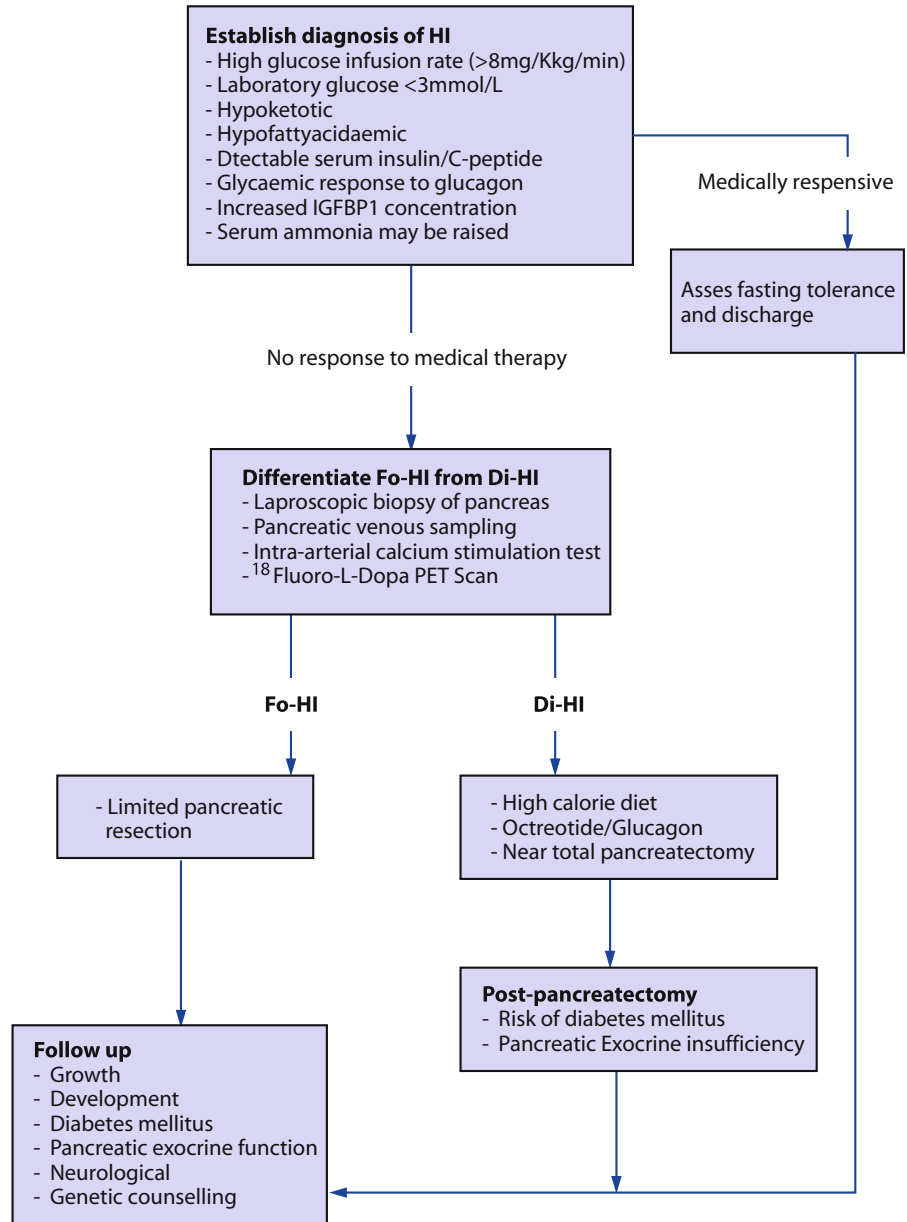 Establish diagnosis of HI
- High glucose infusion rate (>8mg/Kkg/min)
- Laboratory glucose <3mmol/L
- Hypoketotic
- Hypofattyacidaemic
- Dtectable serum insulin/C-peptide
- Glycaemic response to glucagon
- Increased IGFBP1 concentration
- Serum ammonia may be raised
Medically respensive
Asses fasting tolerance
and discharge
No response to medical therapy
Differentiate Fo-HI from Di-HI
- Laproscopic biopsy of pancreas
- Pancreatic venous sampling
- Intra-arterial calcium stimulation test
- 18 Fluoro-L-Dopa PET Scan
Fo-HI
Di-HI
- Limited pancreatic
resection
- High calorie diet
- Octreotide/Glucagon
- Near total pancreatectomy
Post-pancreatectomy
- Risk of diabetes mellitus
- Pancreatic Exocrine insufficiency
Follow up
- Growth
- Development
- Diabetes mellitus
- Pancreatic exocrine function
- Neurological
- Genetic counselling